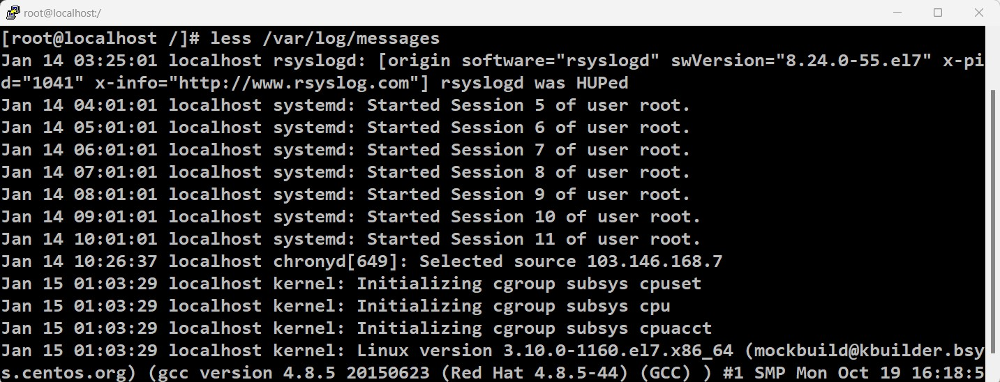 root@localhost:/
[root@localhost /]# less /var/log/messages
Jan 14 03:25:01 localhost rsyslogd: [origin software="rsyslogd" swVersion="8.24.0-55.el7" x-pi
d="1041" x-info="http://www.rsyslog.com"] rsyslogd was HUPed
Jan 14 04:01:01 localhost systemd: Started Session 5 of user root.
Jan 14 05:01:01 localhost systemd: Started Session 6 of user root.
Jan 14 06:01:01 localhost systemd: Started Session 7 of user root.
Jan 14 07:01:01 localhost systemd: Started Session 8 of user root.
Jan 14 08:01:01 localhost systemd: Started Session 9 of user root.
Jan 14 09:01:01 localhost systemd: Started Session 10 of user root.
Jan 14 10:01:01 localhost systemd: Started Session 11 of user root.
Jan 14 10:26:37 localhost chronyd[649]: Selected source 103.146.168.7
Jan 15 01:03:29 localhost kernel: Initializing cgroup subsys cpuset
Jan 15 01:03:29 localhost kernel: Initializing cgroup subsys cpu
Jan 15 01:03:29 localhost kernel: Initializing cgroup subsys cpuacct
Jan 15 01:03:29 localhost kernel: Linux version 3.10.0-1160.el7.x86_64 (mockbuild@kbuilder.bsy
s.centos.org) (gcc version 4.8.5 20150623 (Red Hat 4.8.5-44) (GCC) ) #1 SMP Mon Oct 19 16:18:5